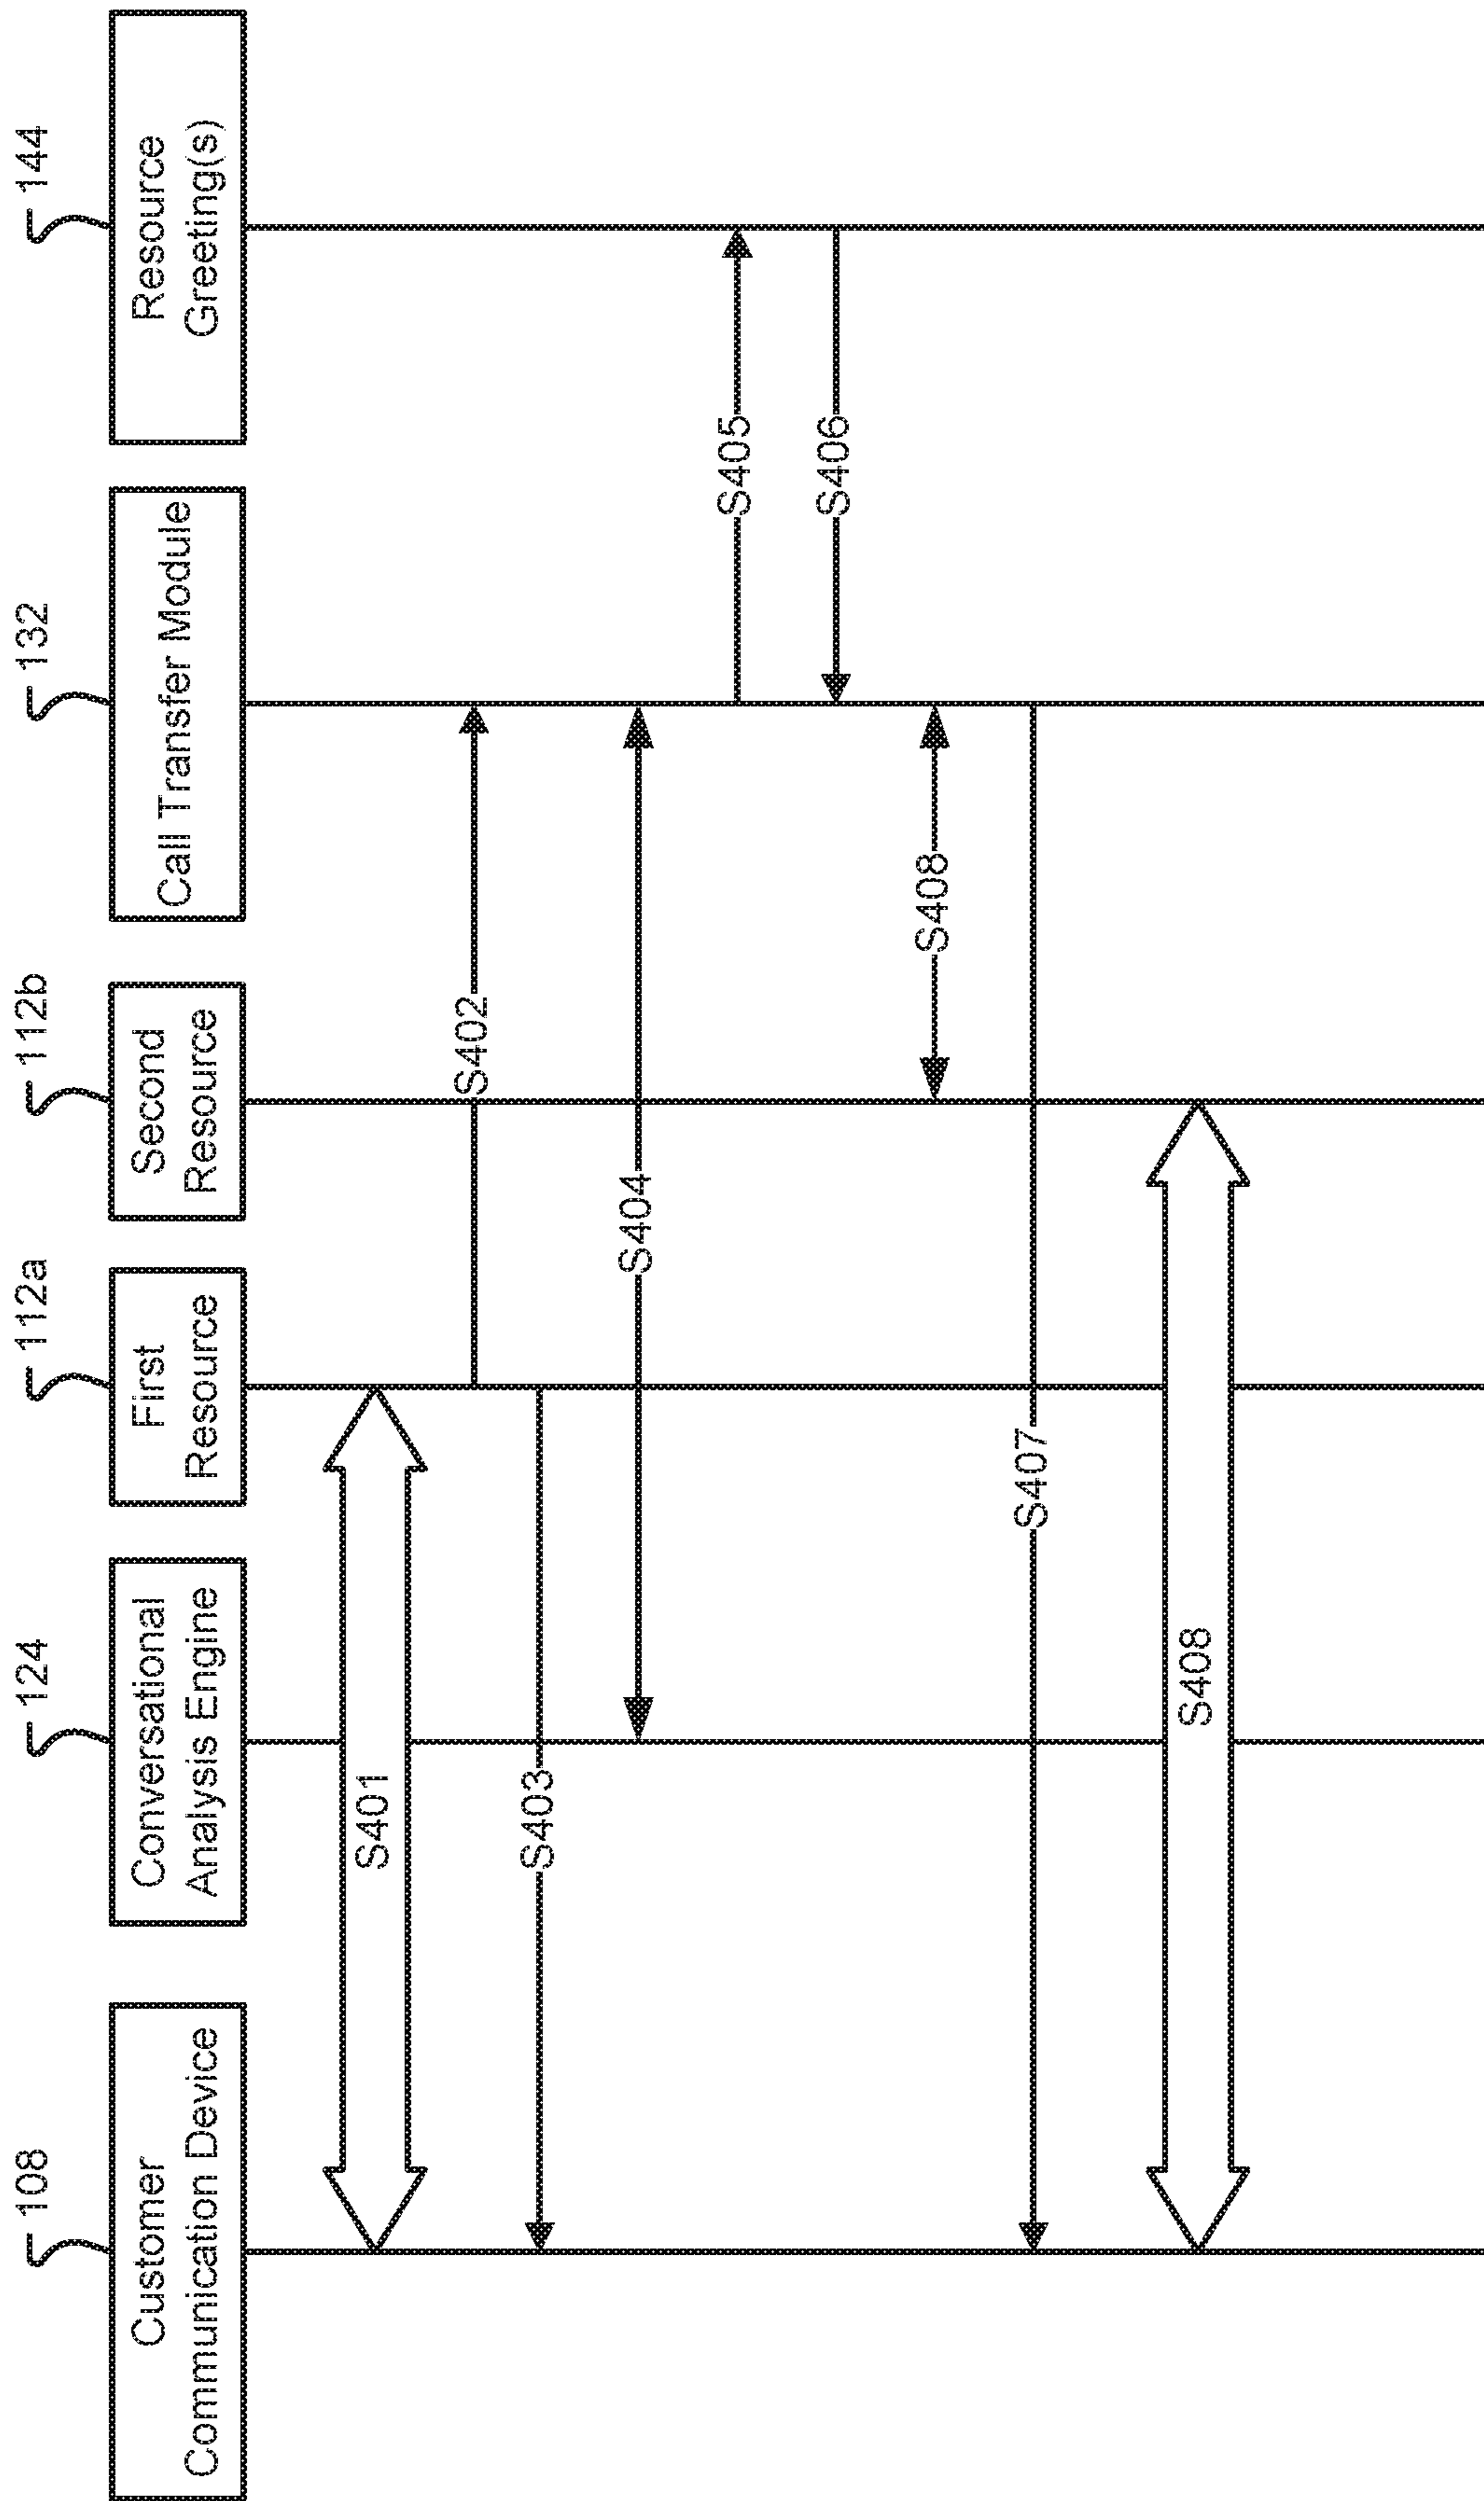 108
Customer
Communication Device
124
Conversational
Analysis Engine
112a
First
Resource
112b
Second
Resource
132
Call Transfer Module
144
Resource
Greeting(s)
S401
S402
S403
S404
S405
S406
S408
S407
S408